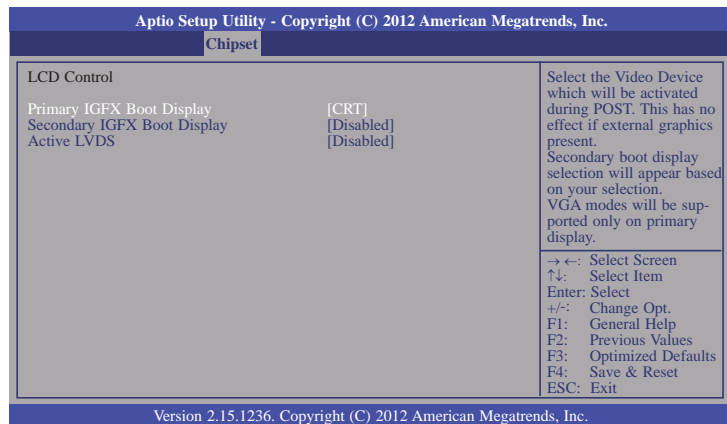 Aptio Setup Utility - Copyright (C) 2012 American Megatrends, Inc.
Chipset
LCD Control
Primary IGFX Boot Display [CRT]
Secondary IGFX Boot Display [Disabled]
Active LVDS [Disabled]
Select the Video Device
which will be activated
during POST. This has no
effect if external graphics
present.
Secondary boot display
selection will appear based
on your selection.
VGA modes will be sup-
ported only on primary
display.
→ ←: Select Screen
↑↓: Select Item
Enter: Select
+/-: Change Opt.
F1: General Help
F2: Previous Values
F3: Optimized Defaults
F4: Save & Reset
ESC: Exit
Version 2.15.1236. Copyright (C) 2012 American Megatrends, Inc.